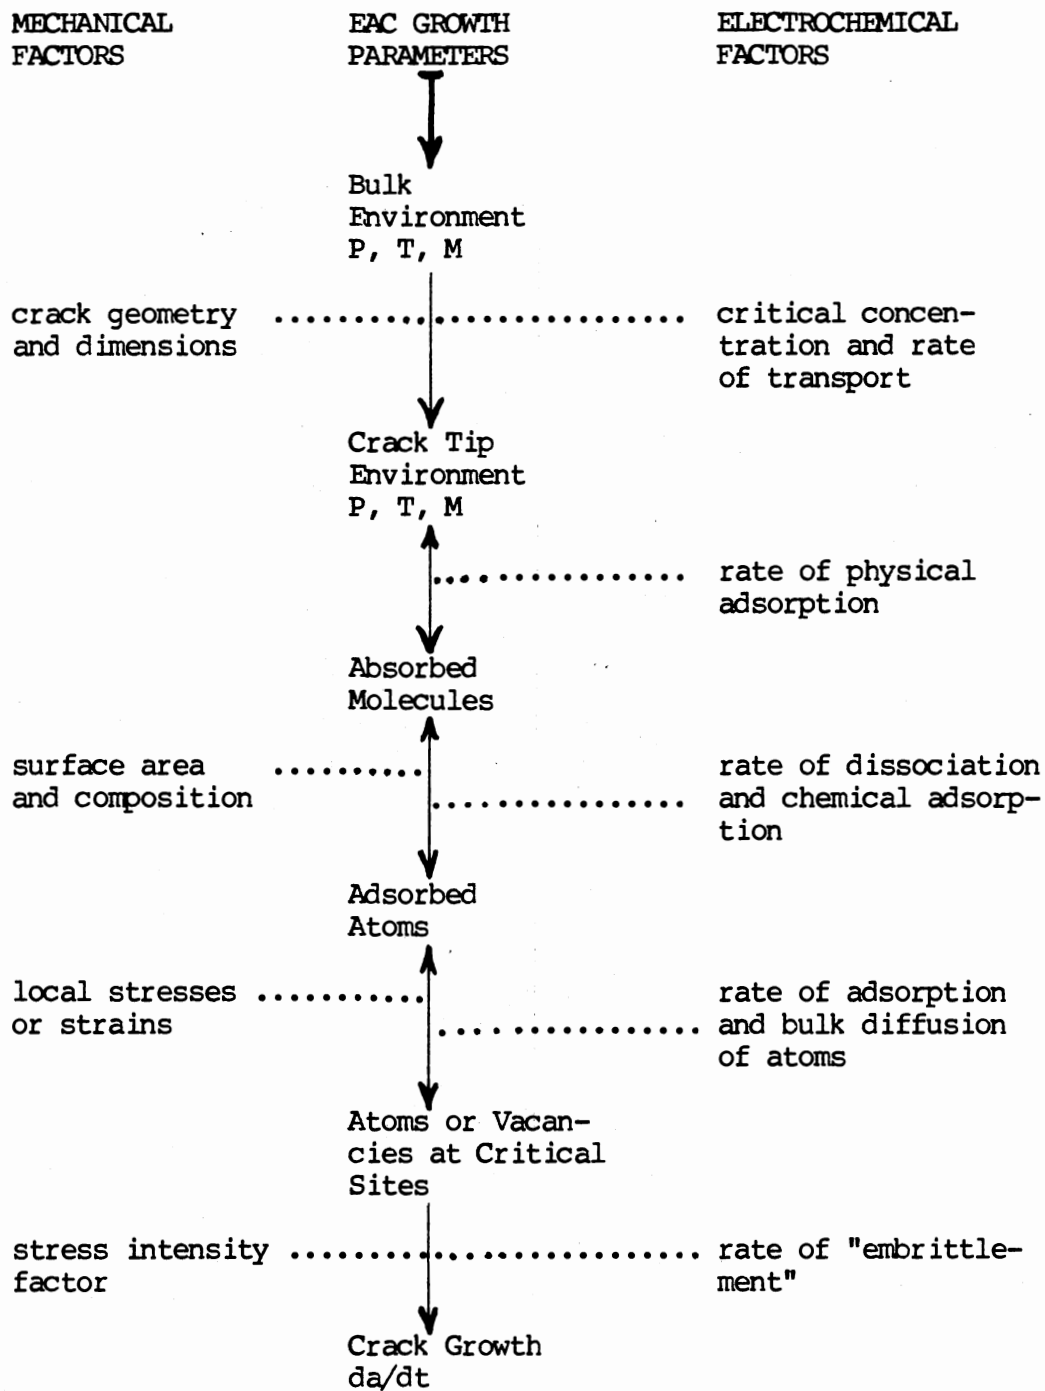 MECHANICAL
FACTORS
EAC GROWTH
PARAMETERS
ELECTROCHEMICAL
FACTORS
Bulk
Environment
P, T, M
crack geometry
and dimensions
critical concen-
tration and rate
of transport
Crack Tip
Environment
P, T, M
rate of physical
adsorption
Absorbed
Molecules
surface area
and composition
rate of dissociation
and chemical adsorp-
tion
Adsorbed
Atoms
local stresses
or strains
rate of adsorption
and bulk diffusion
of atoms
Atoms or Vacan-
cies at Critical
Sites
stress intensity
factor
rate of "embrittle-
ment"
Crack Growth
da/dt